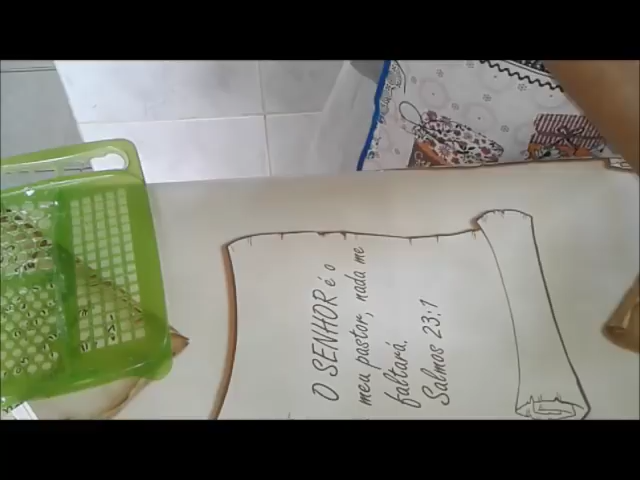 O SENHOR é o
meu pastor, nada me
faltará.
Salmos 23:1